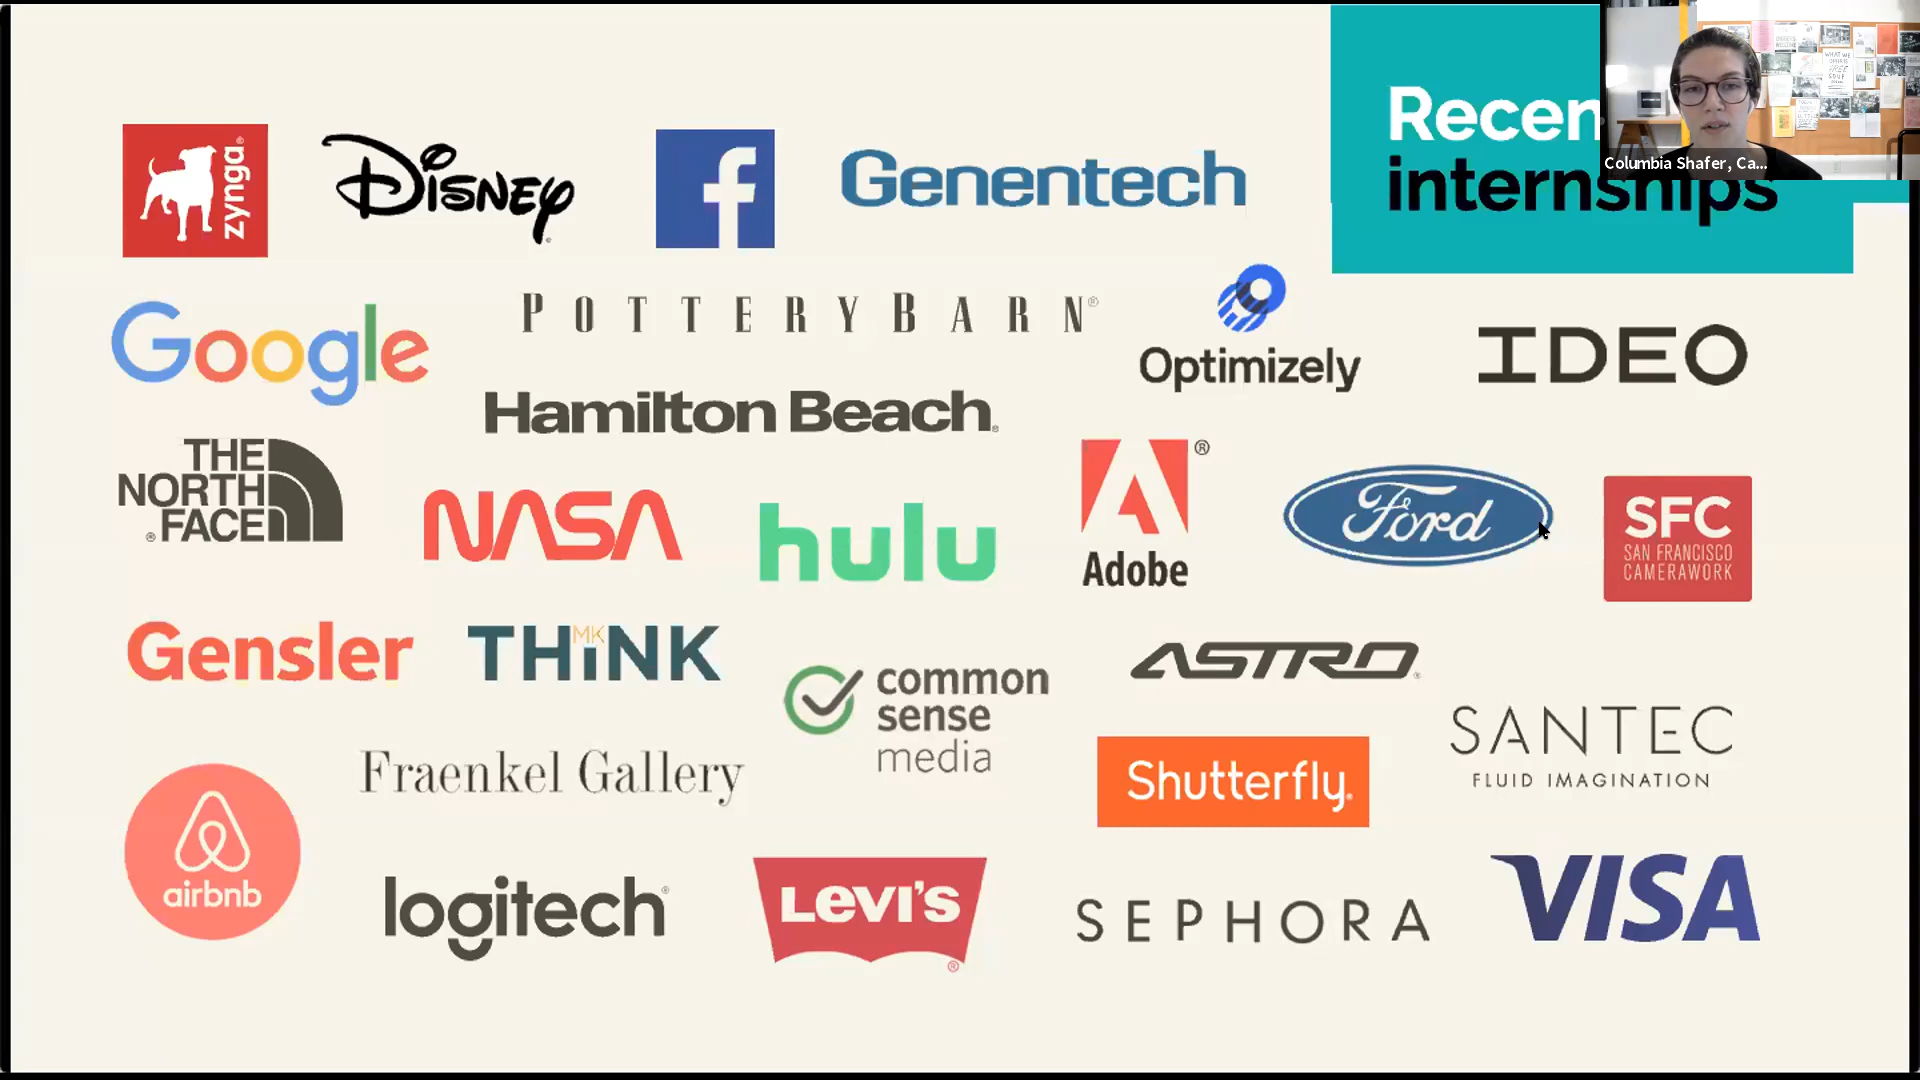 Recen
internships
Columbia Shafer, Ca...
zynga®
Disney
Genentech
Google
POTTERY BARN®
Optimizely
IDEO
Hamilton Beach®
THE
NORTH
FACE®
NASA
hulu
®
Adobe
Ford
SFC
SAN FRANCISCO
CAMERAWORK
Gensler
MK
THiNK
common
sense
media
ASTRO
SANTEC
FLUID IMAGINATION
Fraenkel Gallery
Shutterfly®
airbnb
logitech®
LEVI'S
®
SEPHORA
VISA